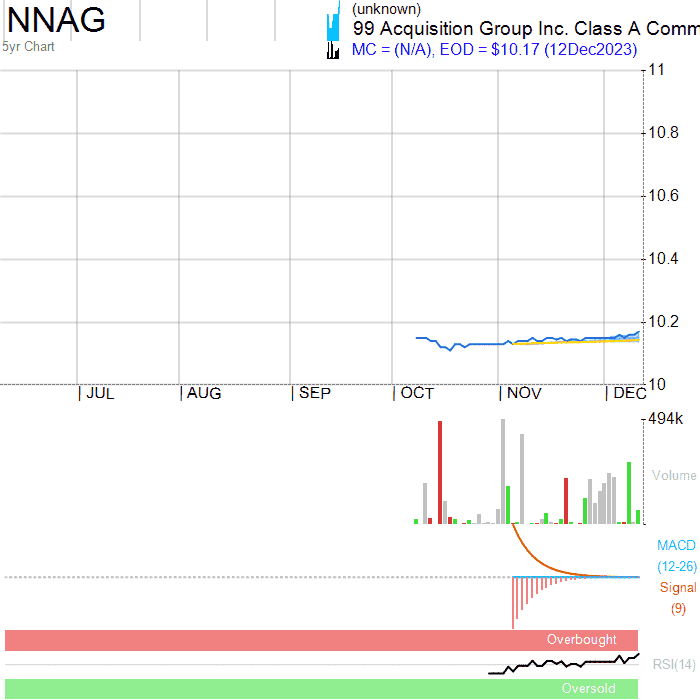 NNAG
(unknown)
99 Acquisition Group Inc. Class A Comm
5yr Chart
MC = (N/A), EOD = $10.17 (12Dec2023)
11
10.8
10.6
10.4
10.2
10
JUL
AUG
SEP
OCT
NOV
DEC
494k
Volume
MACD
(12-26)
Signal
(9)
Overbought
RSI(14)
Oversold